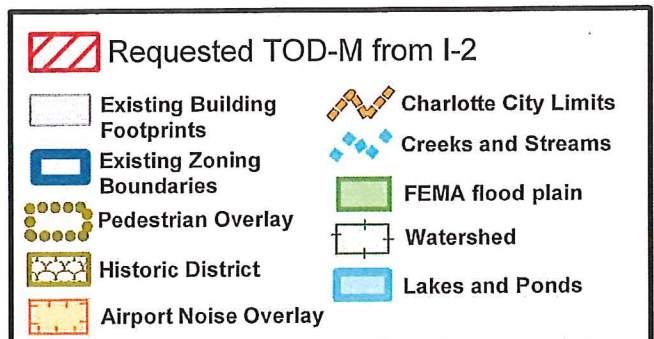 Requested TOD-M from I-2
Existing Building
Footprints
Existing Zoning
Boundaries
Pedestrian Overlay
Historic District
Airport Noise Overlay
Charlotte City Limits
Creeks and Streams
FEMA flood plain
Watershed
Lakes and Ponds